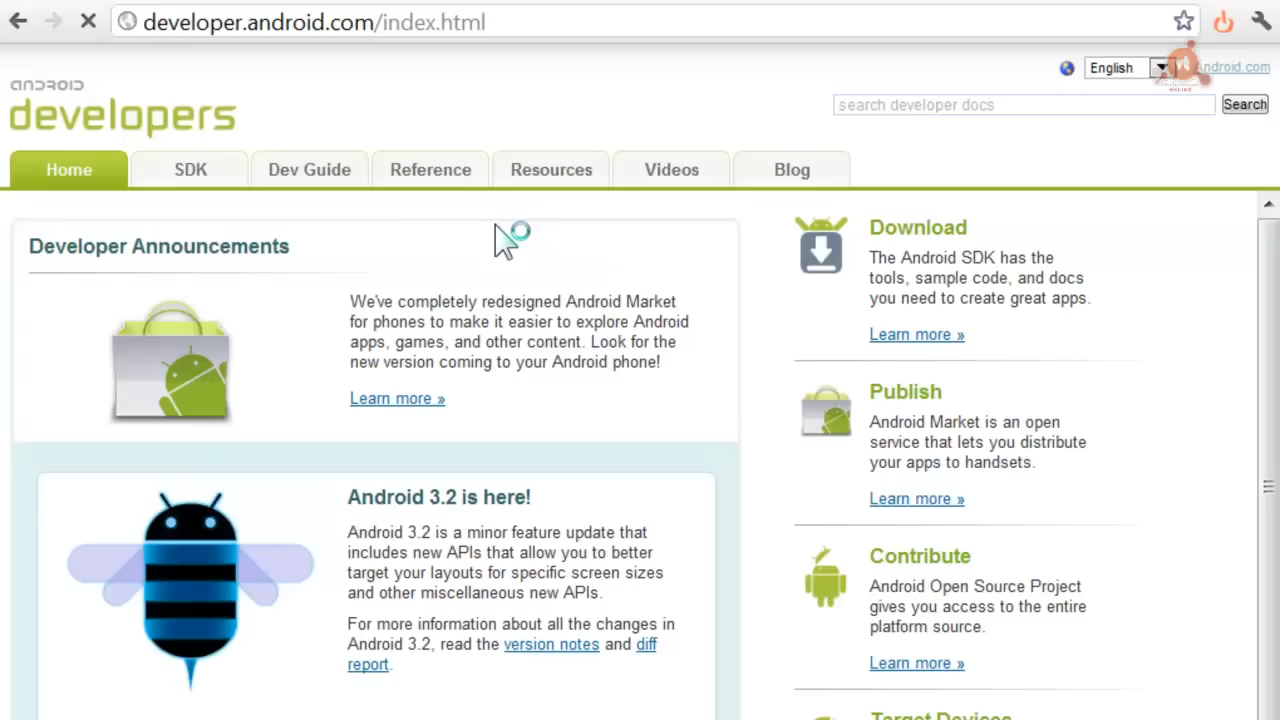 developer.android.com/index.html
English
Android.com
android
developers
search developer docs
Search
Home
SDK
Dev Guide
Reference
Resources
Videos
Blog
Developer Announcements
We've completely redesigned Android Market
for phones to make it easier to explore Android
apps, games, and other content. Look for the
new version coming to your Android phone!
Learn more »
Android 3.2 is here!
Android 3.2 is a minor feature update that
includes new APIs that allow you to better
target your layouts for specific screen sizes
and other miscellaneous new APIs.
For more information about all the changes in
Android 3.2, read the version notes and diff
report.
Download
The Android SDK has the
tools, sample code, and docs
you need to create great apps.
Learn more »
Publish
Android Market is an open
service that lets you distribute
your apps to handsets.
Learn more »
Contribute
Android Open Source Project
gives you access to the entire
platform source.
Learn more »
Target Devices